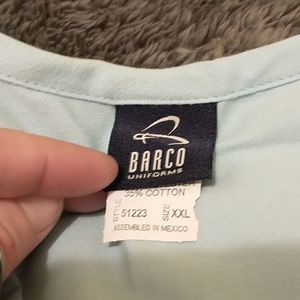 BARCO
UNIFORMS
35% COTTON
STYLE 51223 SIZE XXL
ASSEMBLED IN MEXICO